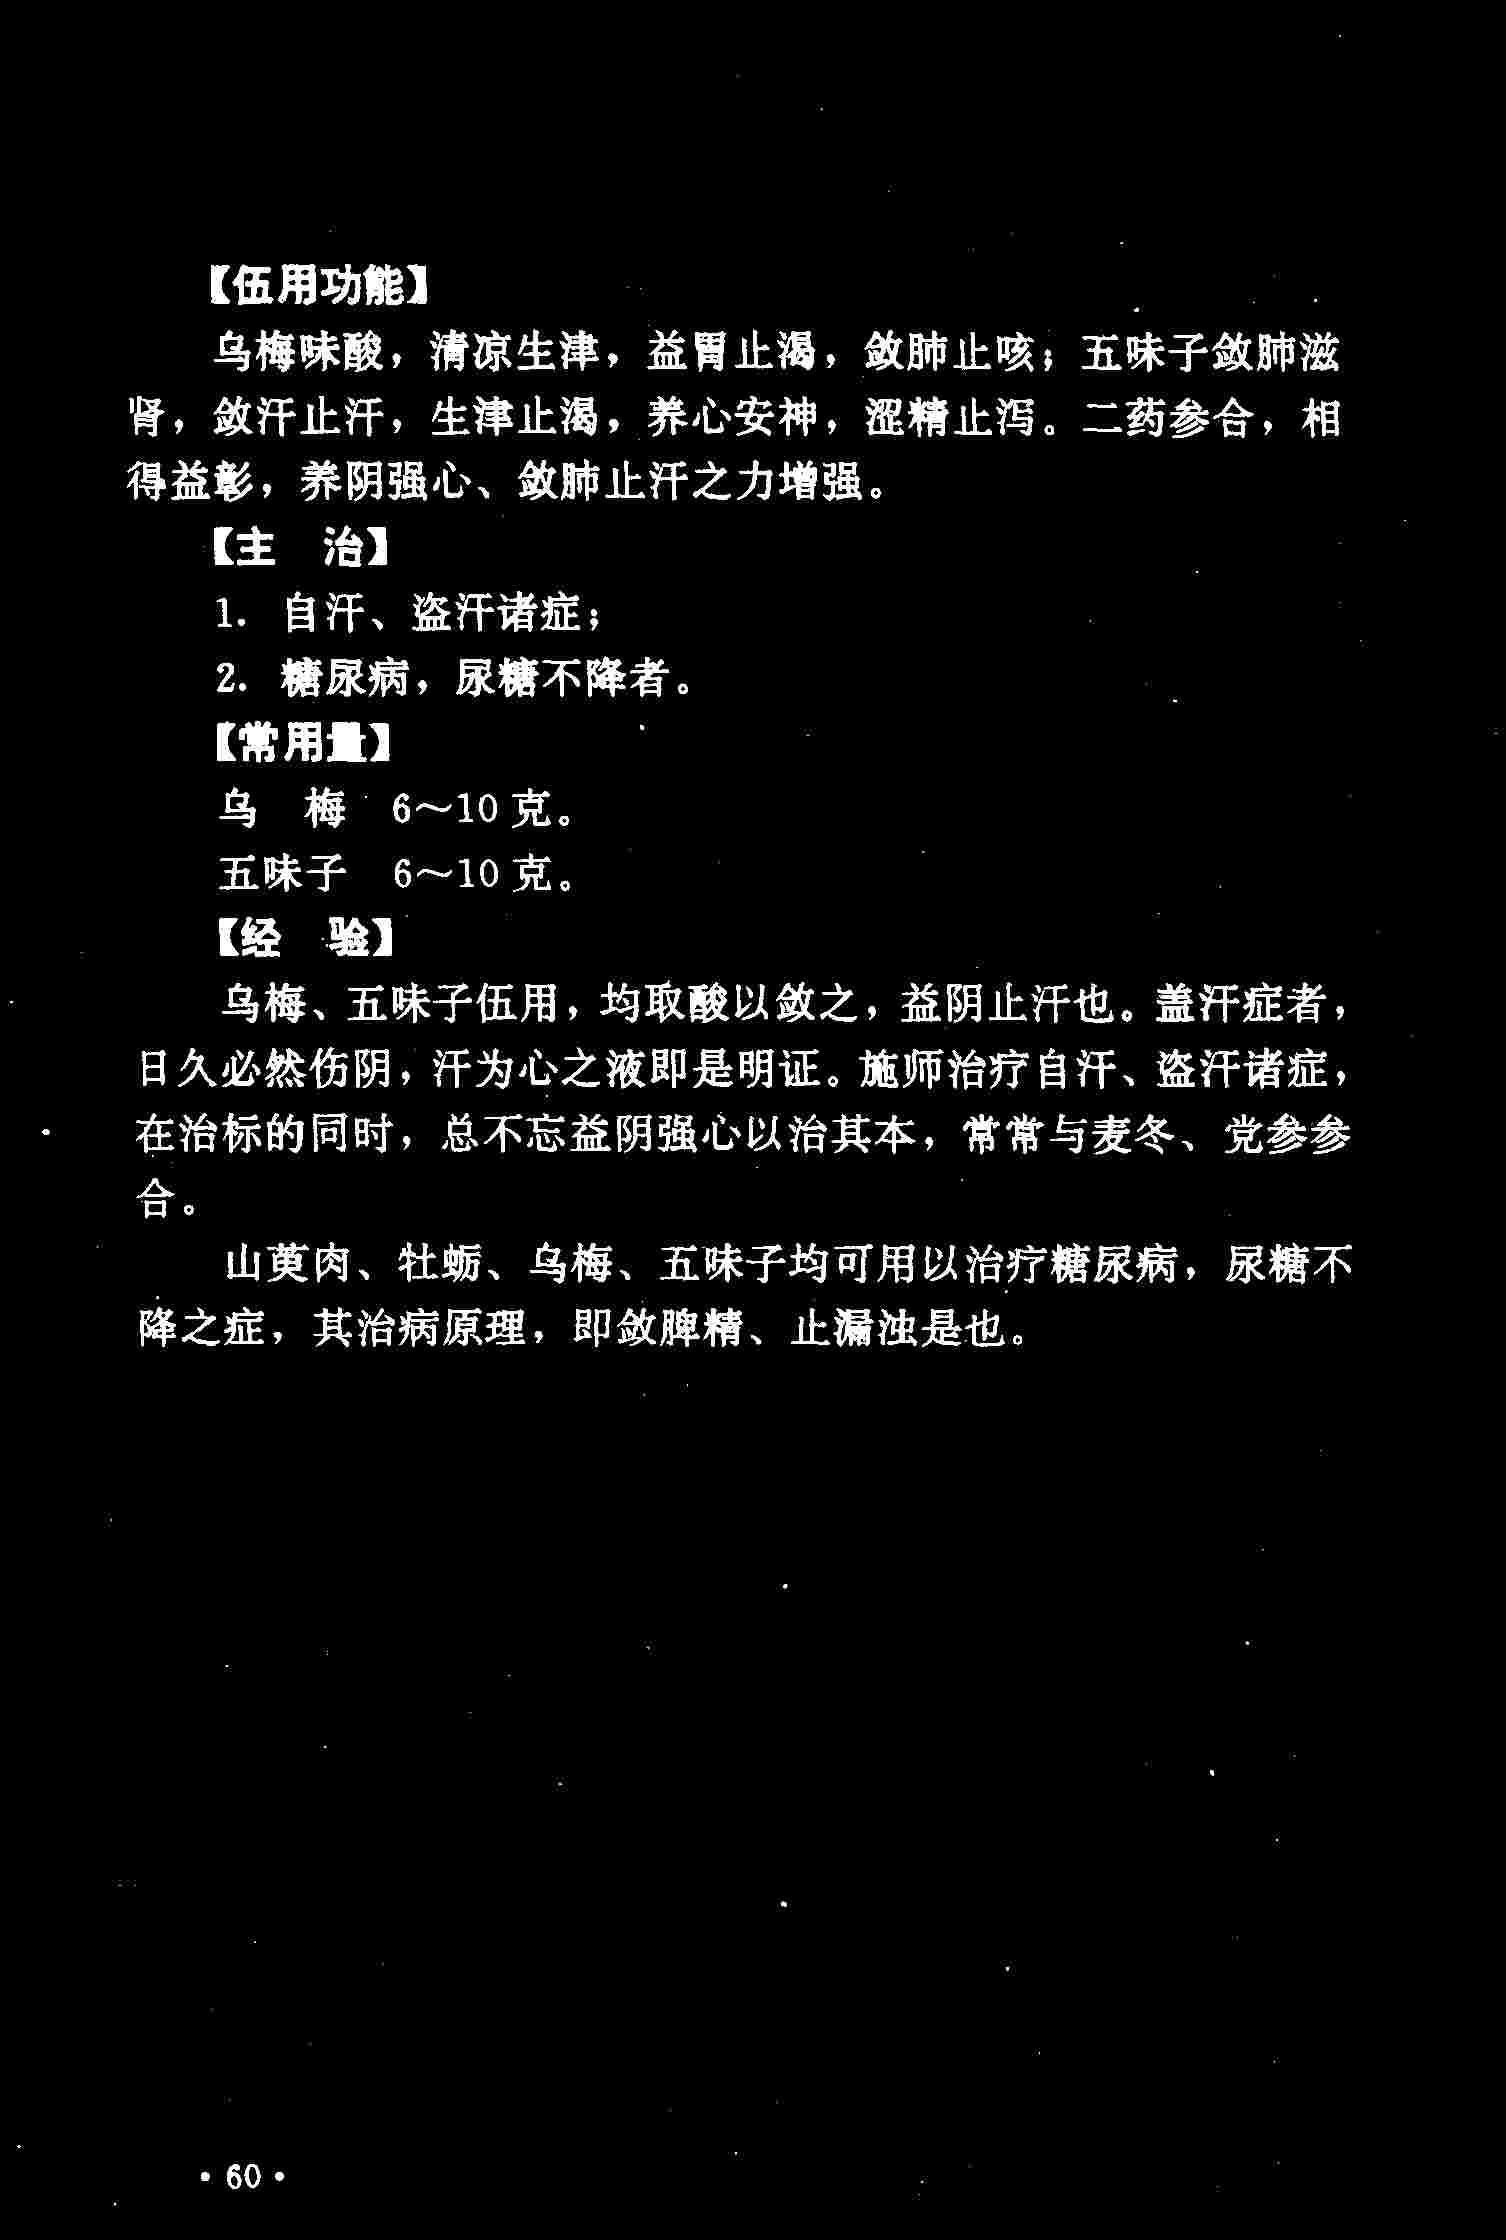 【伍用功能】
乌梅味酸，清凉生津，益胃止渴，敛肺止咳；五味子敛肺滋
肾，敛汗止汗，生津止渴，养心安神，涩精止泻。二药参合，相
得益彰，养阴强心、敛肺止汗之力增强。
【主　治】
1. 自汗、盗汗诸症；
2. 糖尿病，尿糖不降者。
【常用量】
乌　梅　6～10 克。
五味子　6～10 克。
【经　验】
乌梅、五味子伍用，均取酸以敛之，益阴止汗也。盖汗症者，
日久必然伤阴，汗为心之液即是明证。施师治疗自汗、盗汗诸症，
在治标的同时，总不忘益阴强心以治其本，常常与麦冬、党参参
合。
山萸肉、牡蛎、乌梅、五味子均可用以治疗糖尿病，尿糖不
降之症，其治病原理，即敛脾精、止漏浊是也。
· 60 ·